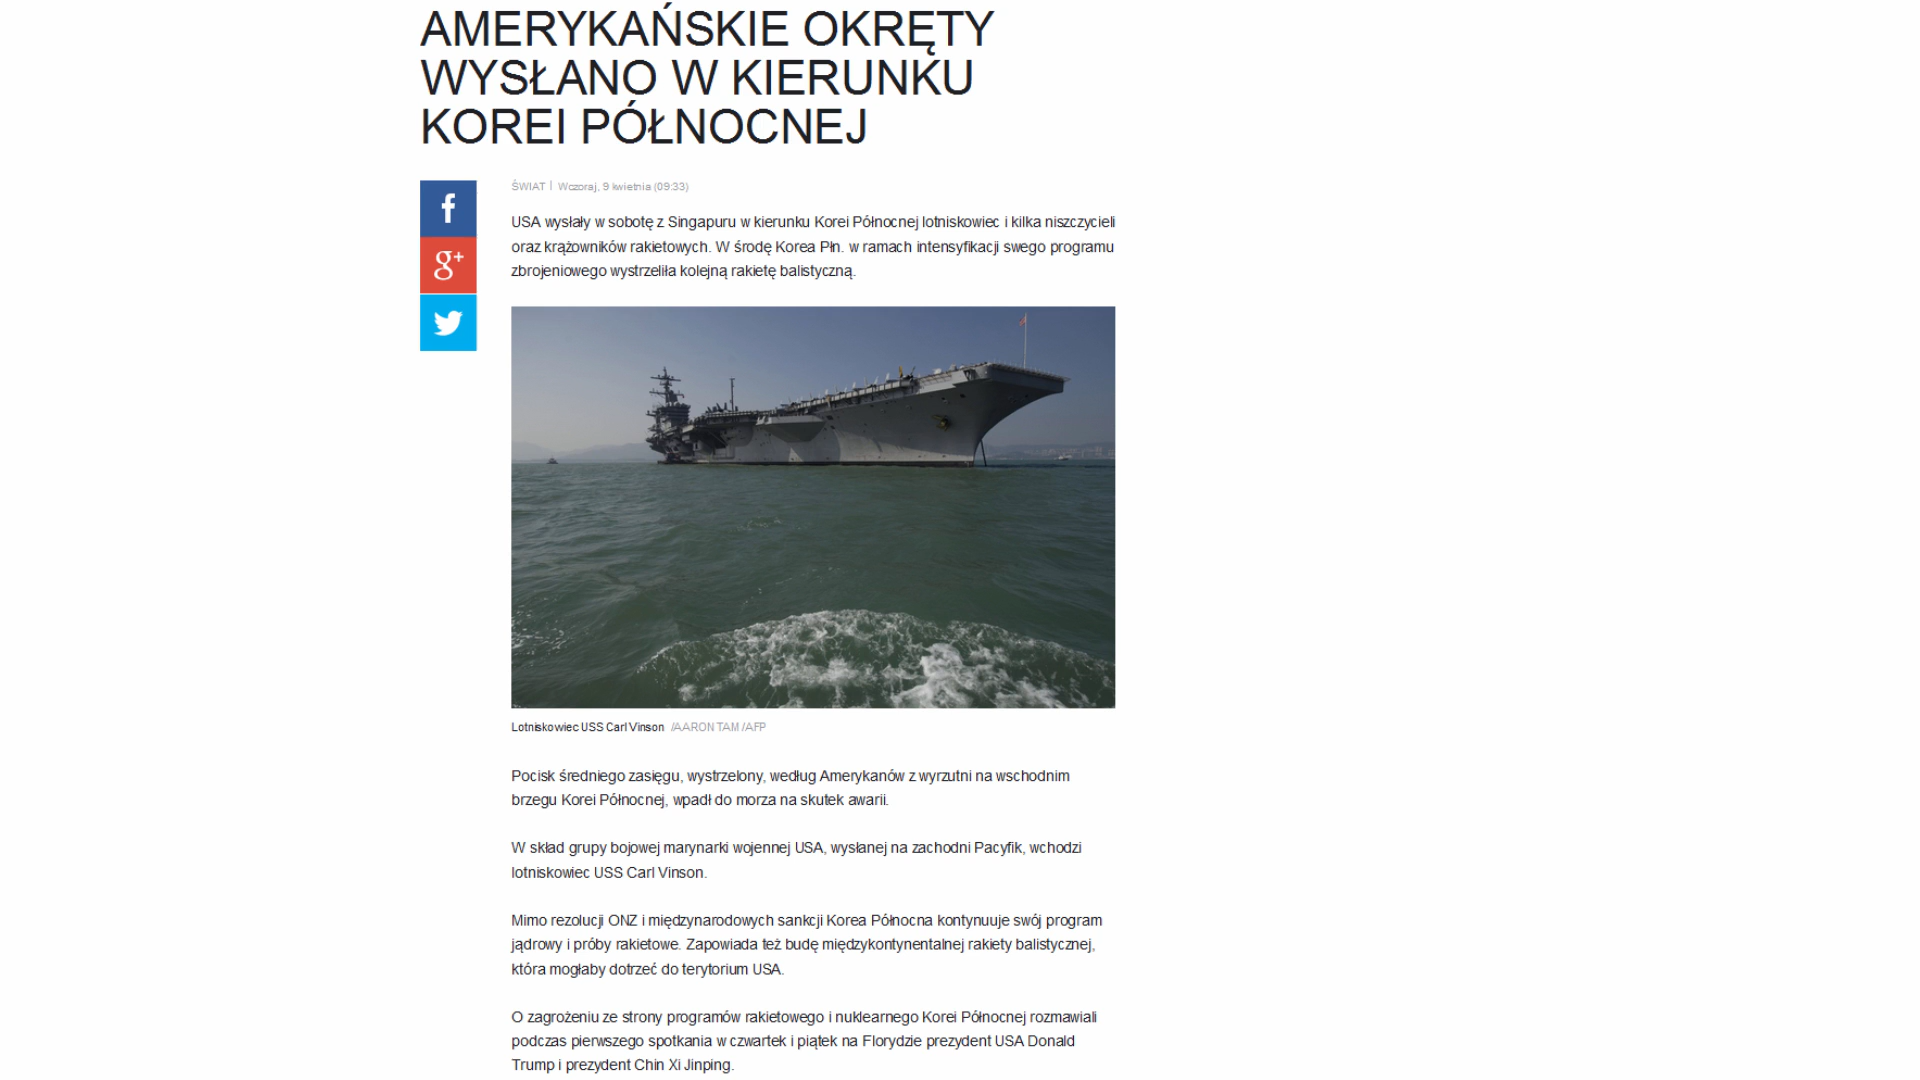 AMERYKAŃSKIE OKRĘTY
WYSŁANO W KIERUNKU
KOREI PÓŁNOCNEJ
ŚWIAT | Wczoraj, 9 kwietnia (09:33)
f
g+
USA wysłały w sobotę z Singapuru w kierunku Korei Północnej lotniskowiec i kilka niszczycieli
oraz krążowników rakietowych. W środę Korea Płn. w ramach intensyfikacji swego programu
zbrojeniowego wystrzeliła kolejną rakietę balistyczną.
Lotniskowiec USS Carl Vinson /AARON TAM /AFP
Pocisk średniego zasięgu, wystrzelony, według Amerykanów z wyrzutni na wschodnim
brzegu Korei Północnej, wpadł do morza na skutek awarii.
W skład grupy bojowej marynarki wojennej USA, wysłanej na zachodni Pacyfik, wchodzi
lotniskowiec USS Carl Vinson.
Mimo rezolucji ONZ i międzynarodowych sankcji Korea Północna kontynuuje swój program
jądrowy i próby rakietowe. Zapowiada też budę międzykontynentalnej rakiety balistycznej,
która mogłaby dotrzeć do terytorium USA.
O zagrożeniu ze strony programów rakietowego i nuklearnego Korei Północnej rozmawiali
podczas pierwszego spotkania w czwartek i piątek na Florydzie prezydent USA Donald
Trump i prezydent Chin Xi Jinping.